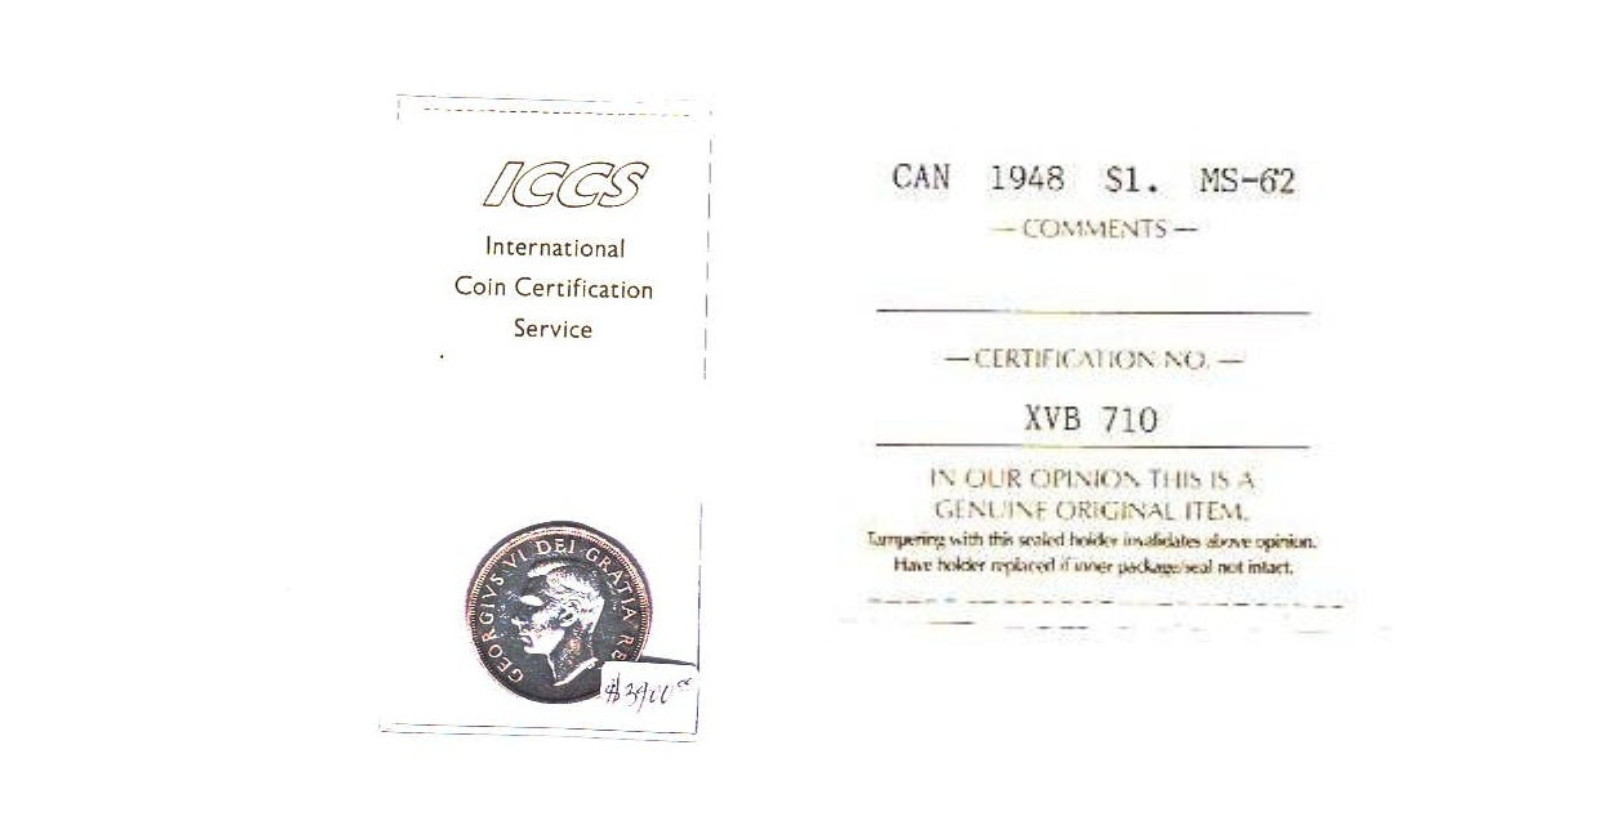 ICCS
International
Coin Certification
Service
GEORGIVS VI DEI GRATIA RE
CAN 1948 $1. MS-62
— COMMENTS —
— CERTIFICATION NO. —
XVB 710
IN OUR OPINION THIS IS A
GENUINE ORIGINAL ITEM.
Tampering with this sealed holder invalidates above opinion.
Have holder replaced if inner package/seal not intact.